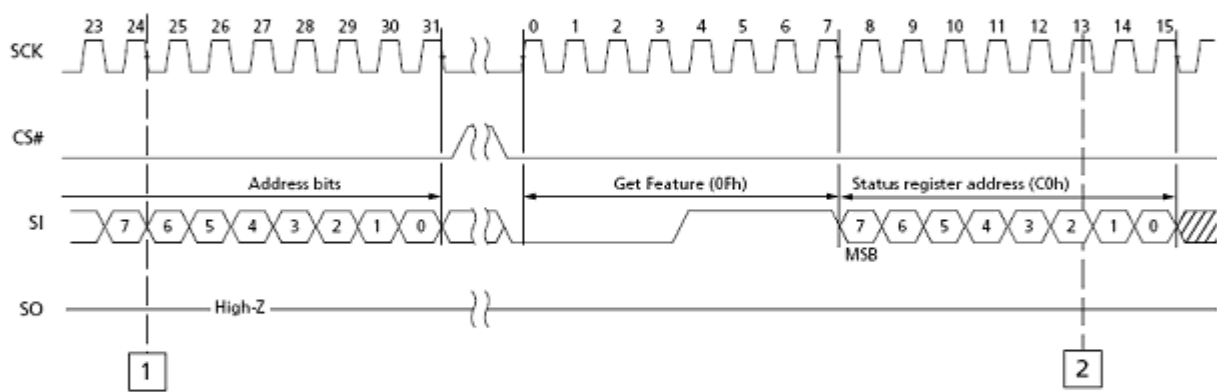 23 24 25 26 27 28 29 30 31 0 1 2 3 4 5 6 7 8 9 10 11 12 13 14 15
SCK
CS#
Address bits Get Feature (0Fh) Status register address (C0h)
SI 7 6 5 4 3 2 1 0 7 6 5 4 3 2 1 0
MSB
SO High-Z
1 2